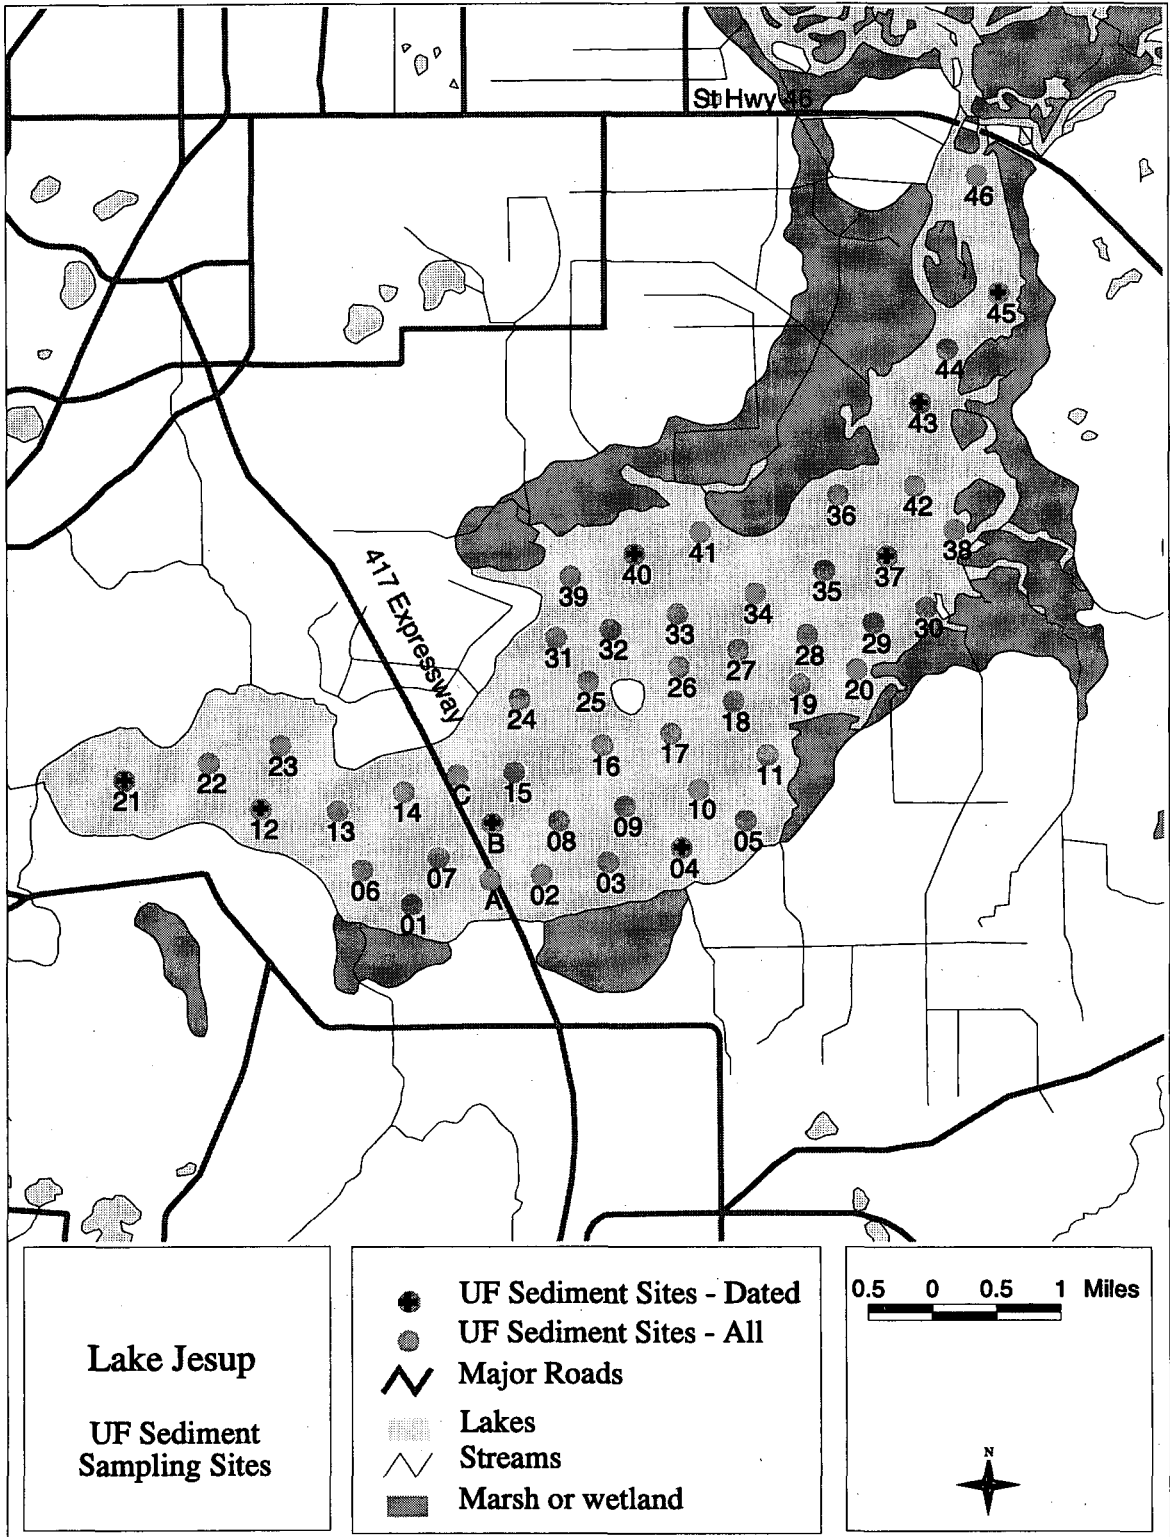 St Hwy 46
46
45
44
43
42
36
38
41
40
37
35
39
34
33
30
32
29
31
28
27
26
20
25
19
24
18
17
16
11
23
22
C
15
21
14
10
12
13
09
B
08
05
04
07
03
06
02
A
01
417 Expressway
Lake Jesup
UF Sediment
Sampling Sites
UF Sediment Sites - Dated
UF Sediment Sites - All
Major Roads
Lakes
Streams
Marsh or wetland
0.5 0 0.5 1 Miles
N